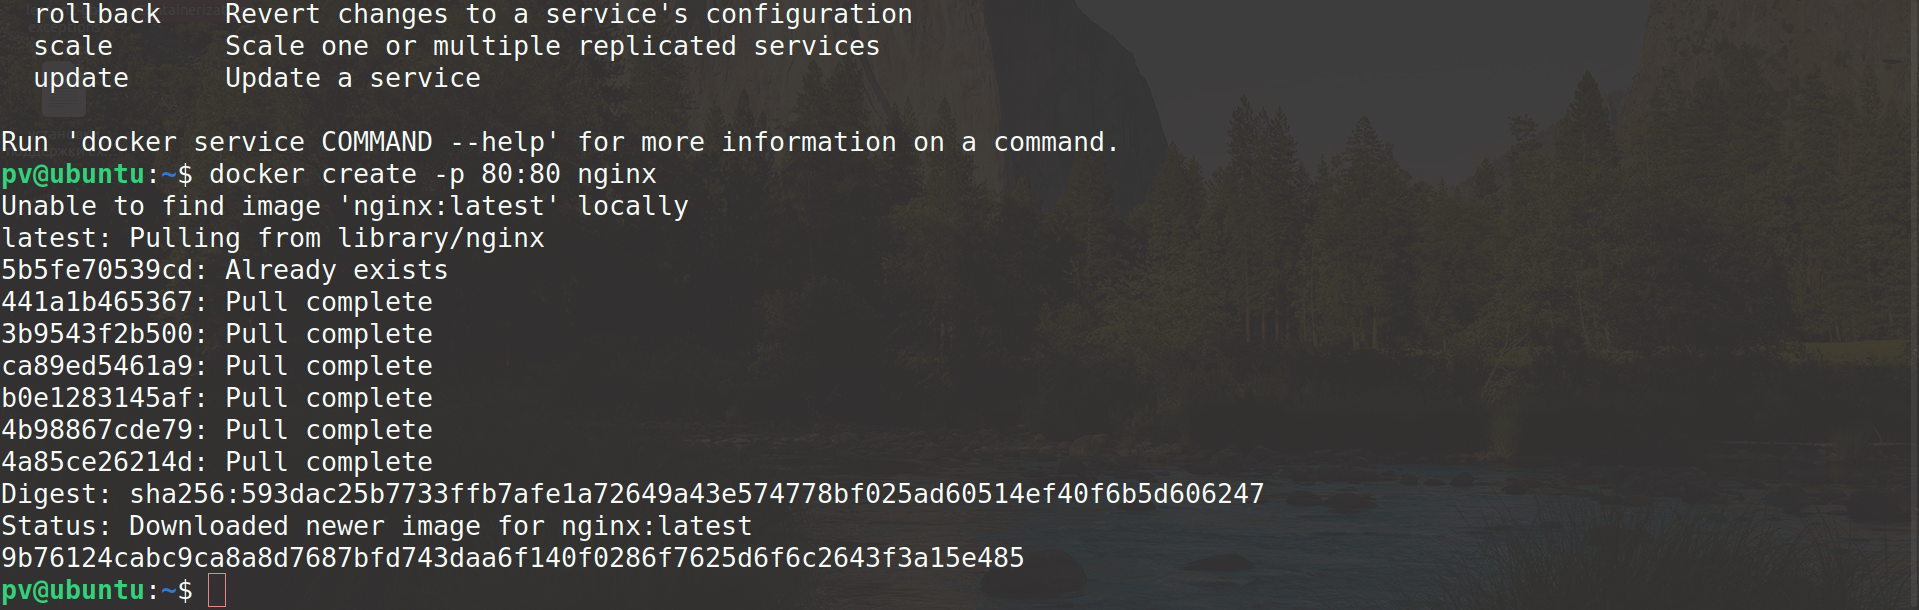 rollback    Revert changes to a service's configuration
scale       Scale one or multiple replicated services
update      Update a service
Run 'docker service COMMAND --help' for more information on a command.
pv@ubuntu:~$ docker create -p 80:80 nginx
Unable to find image 'nginx:latest' locally
latest: Pulling from library/nginx
5b5fe70539cd: Already exists
441a1b465367: Pull complete
3b9543f2b500: Pull complete
ca89ed5461a9: Pull complete
b0e1283145af: Pull complete
4b98867cde79: Pull complete
4a85ce26214d: Pull complete
Digest: sha256:593dac25b7733ffb7afe1a72649a43e574778bf025ad60514ef40f6b5d606247
Status: Downloaded newer image for nginx:latest
9b76124cabc9ca8a8d7687bfd743daa6f140f0286f7625d6f6c2643f3a15e485
pv@ubuntu:~$